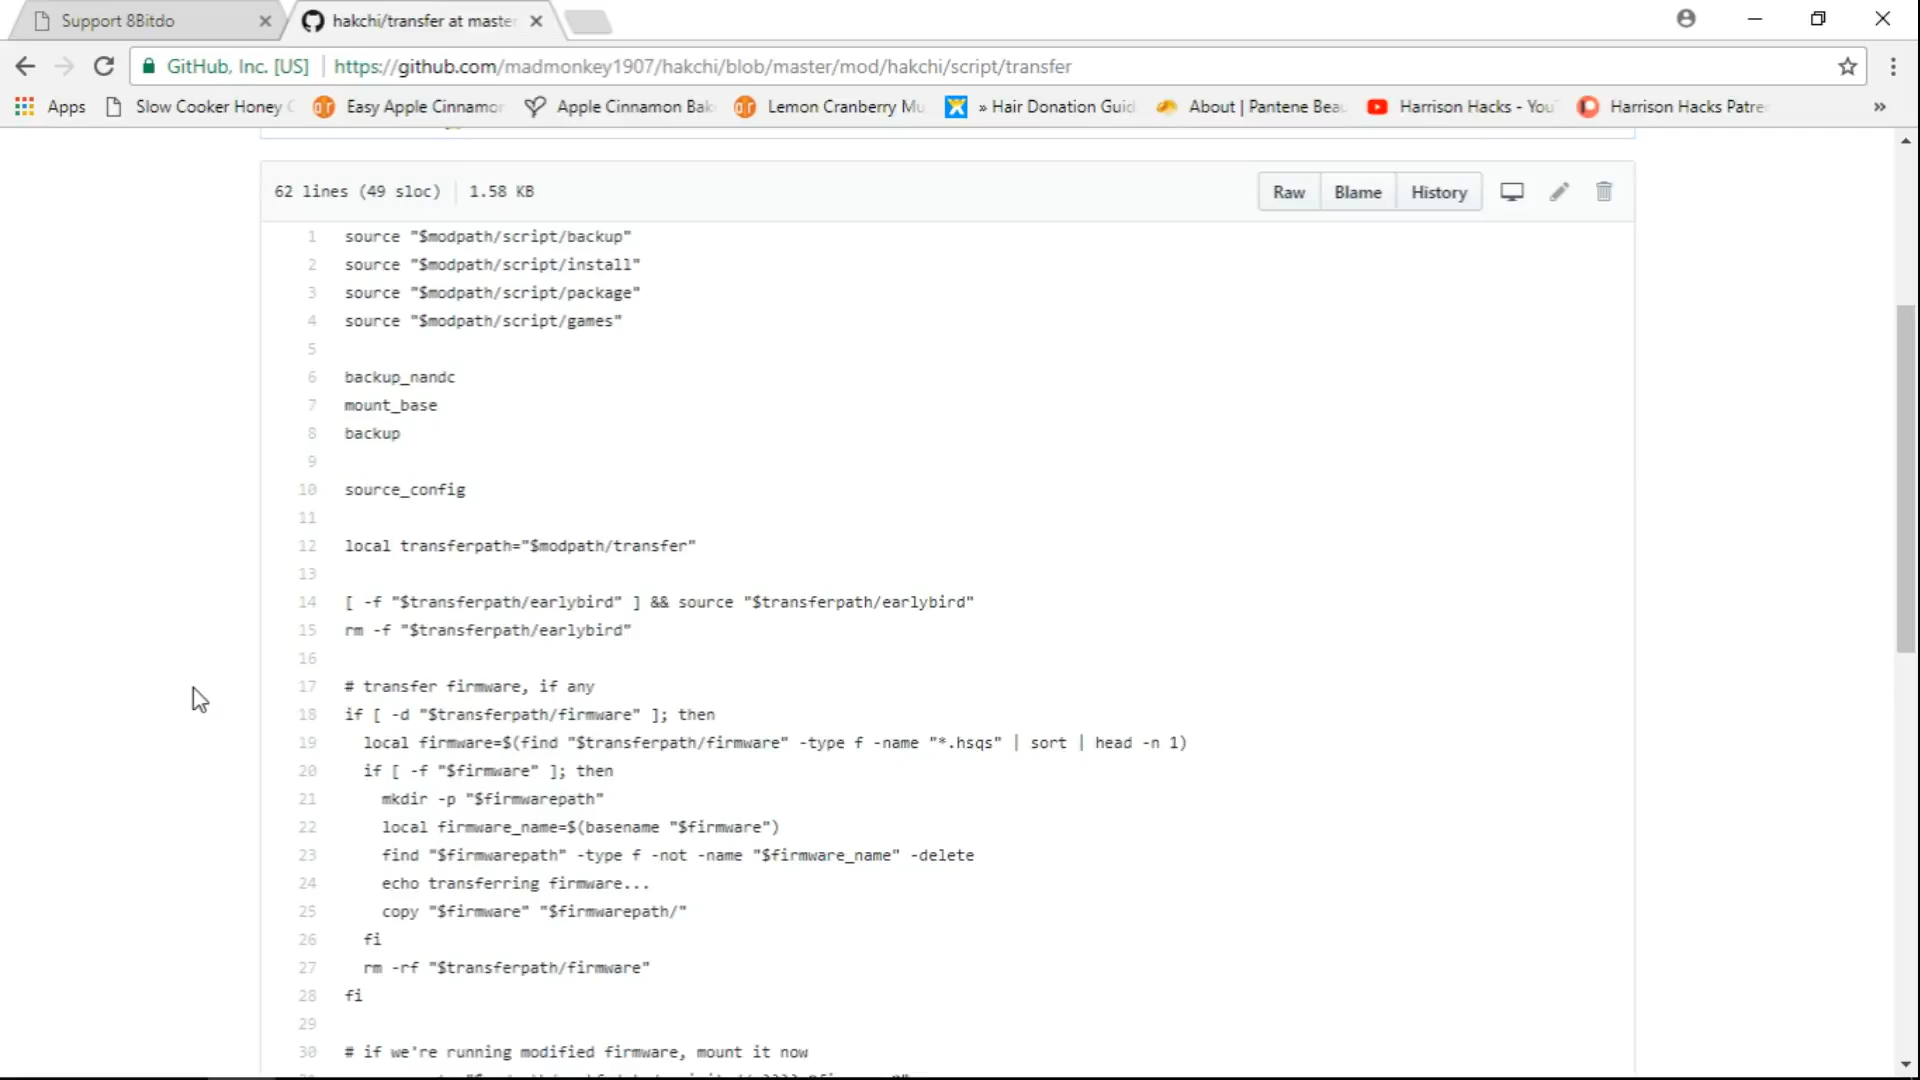 Support 8Bitdo
hakchi/transfer at master
GitHub, Inc. [US] https://github.com/madmonkey1907/hakchi/blob/master/mod/hakchi/script/transfer
Apps Slow Cooker Honey Easy Apple Cinnamon Apple Cinnamon Bak Lemon Cranberry Mu » Hair Donation Guid About | Pantene Beau Harrison Hacks - You Harrison Hacks Patre »
62 lines (49 sloc) 1.58 KB Raw Blame History
1 source "$modpath/script/backup"
2 source "$modpath/script/install"
3 source "$modpath/script/package"
4 source "$modpath/script/games"
5
6 backup_nandc
7 mount_base
8 backup
9
10 source_config
11
12 local transferpath="$modpath/transfer"
13
14 [ -f "$transferpath/earlybird" ] && source "$transferpath/earlybird"
15 rm -f "$transferpath/earlybird"
16
17 # transfer firmware, if any
18 if [ -d "$transferpath/firmware" ]; then
19 local firmware=$(find "$transferpath/firmware" -type f -name "*.hsqs" | sort | head -n 1)
20 if [ -f "$firmware" ]; then
21 mkdir -p "$firmwarepath"
22 local firmware_name=$(basename "$firmware")
23 find "$firmwarepath" -type f -not -name "$firmware_name" -delete
24 echo transferring firmware...
25 copy "$firmware" "$firmwarepath/"
26 fi
27 rm -rf "$transferpath/firmware"
28 fi
29
30 # if we're running modified firmware, mount it now